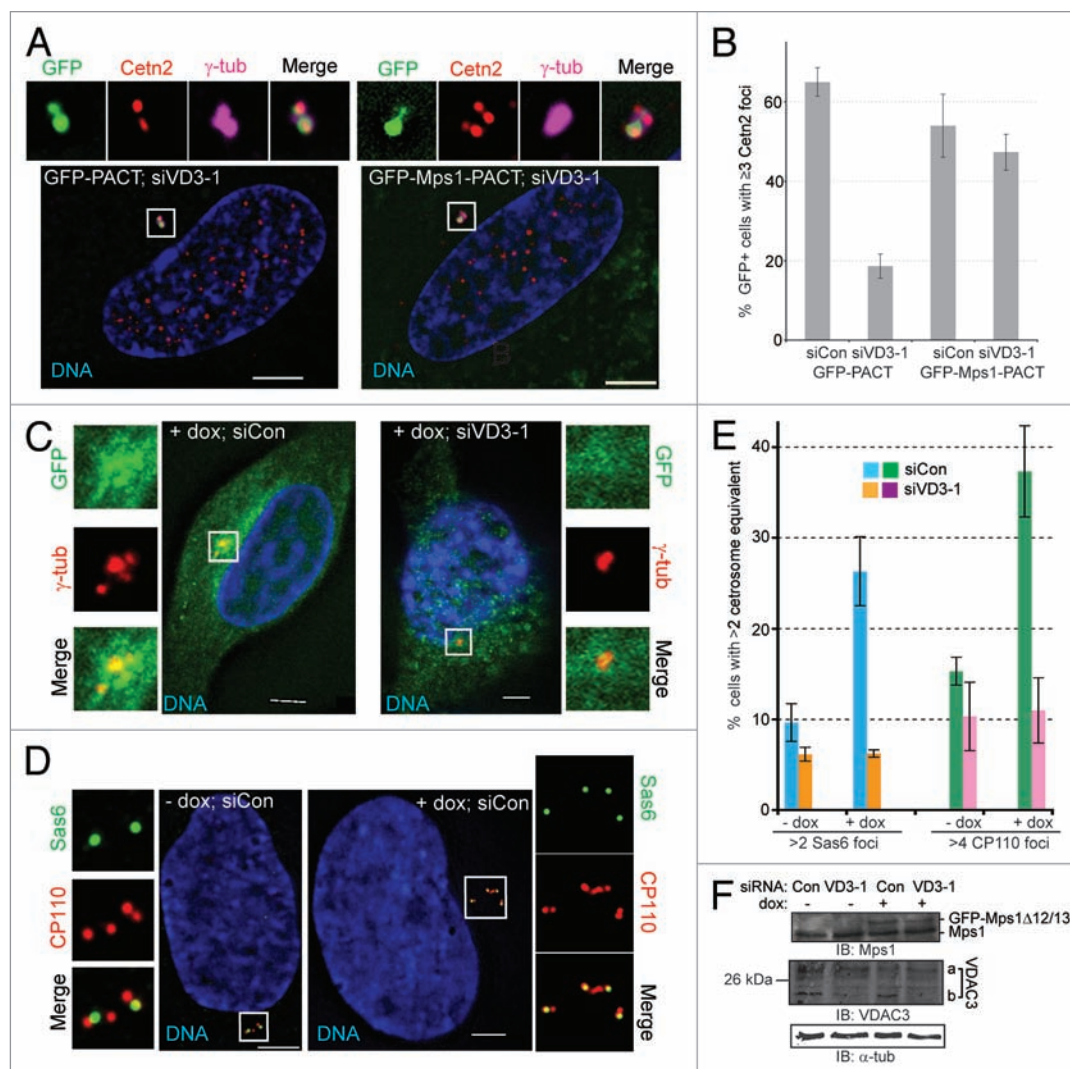 A
GFP Cetn2 γ-tub Merge
GFP Cetn2 γ-tub Merge
GFP-PACT; siVD3-1
DNA
GFP-Mps1-PACT; siVD3-1
DNA
B
% GFP+ cells with ≥3 Cetn2 foci
60
40
20
0
siCon siVD3-1 siCon siVD3-1
GFP-PACT GFP-Mps1-PACT
C
GFP
γ-tub
Merge
+ dox; siCon
DNA
+ dox; siVD3-1
DNA
GFP
γ-tub
Merge
D
Sas6
CP110
Merge
- dox; siCon
DNA
+ dox; siCon
DNA
Sas6
CP110
Merge
E
% cells with >2 cetrosome equivalent
40
30
20
10
0
siCon
siVD3-1
- dox + dox - dox + dox
>2 Sas6 foci >4 CP110 foci
F
siRNA: Con VD3-1 Con VD3-1
dox: - - + +
GFP-Mps1Δ12/13
Mps1
IB: Mps1
26 kDa
a
b
VDAC3
IB: VDAC3
IB: α-tub